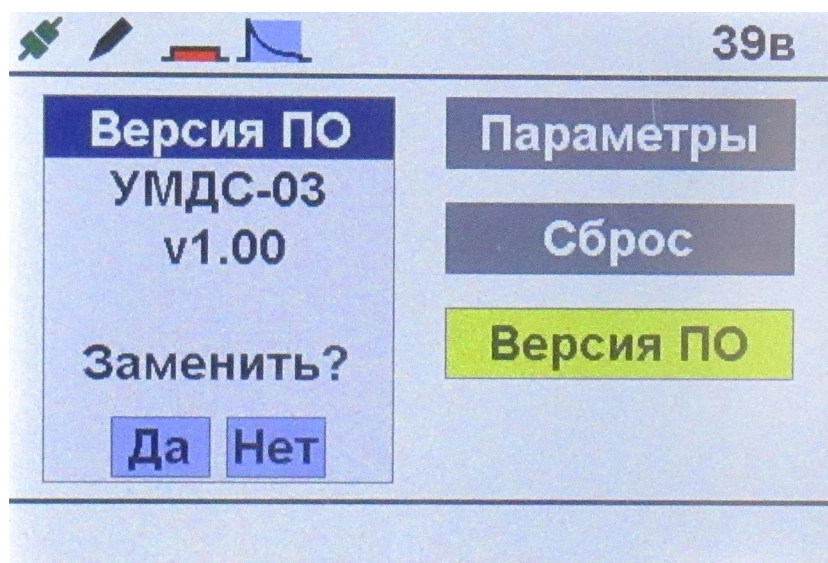 39в
Версия ПО
УМДС-03
v1.00
Заменить?
Да Нет
Параметры
Сброс
Версия ПО